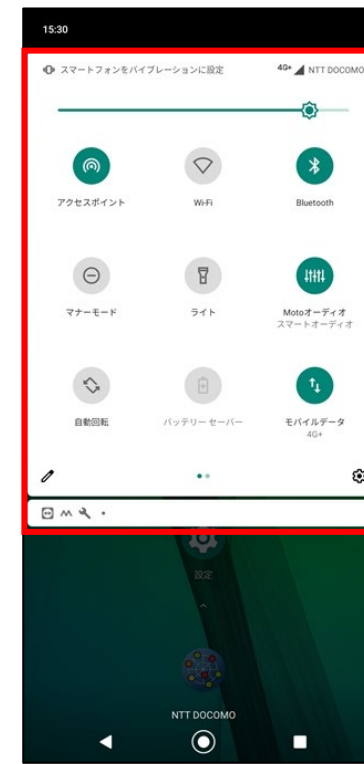 15:30
スマートフォンをバイブレーションに設定 4G+ NTT DOCOMO
アクセスポイント Wi-Fi Bluetooth
マナーモード ライト Motoオーディオ
スマートオーディオ
自動回転 バッテリー セーバー モバイルデータ
4G+
設定
NTT DOCOMO